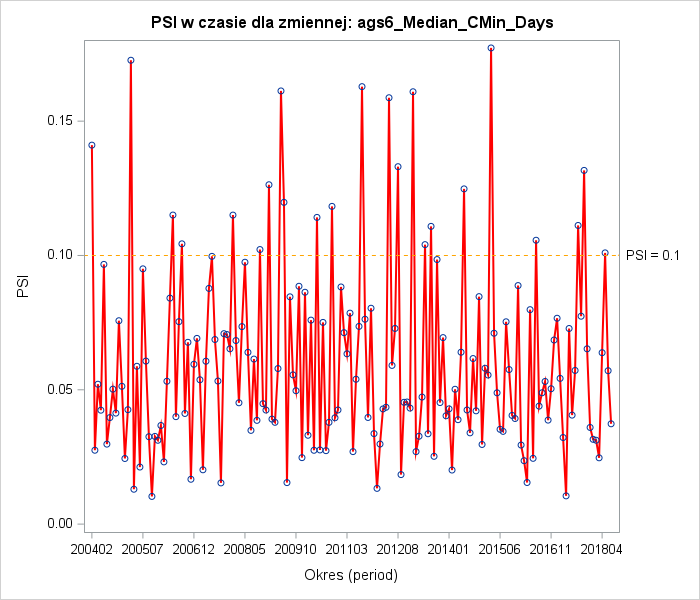 PSI w czasie dla zmiennej: ags6_Median_CMin_Days
0.15
0.10
0.05
0.00
PSI
PSI = 0.1
200402 200507 200612 200805 200910 201103 201208 201401 201506 201611 201804
Okres (period)